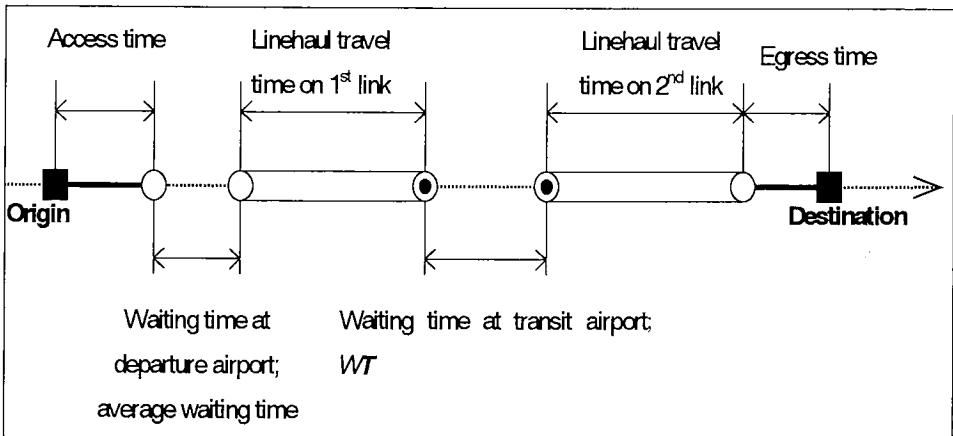 Access time
Linehaul travel
time on 1st link
Linehaul travel
time on 2nd link
Egress time
Origin
Destination
Waiting time at
departure airport;
average waiting time
Waiting time at transit airport;
WT